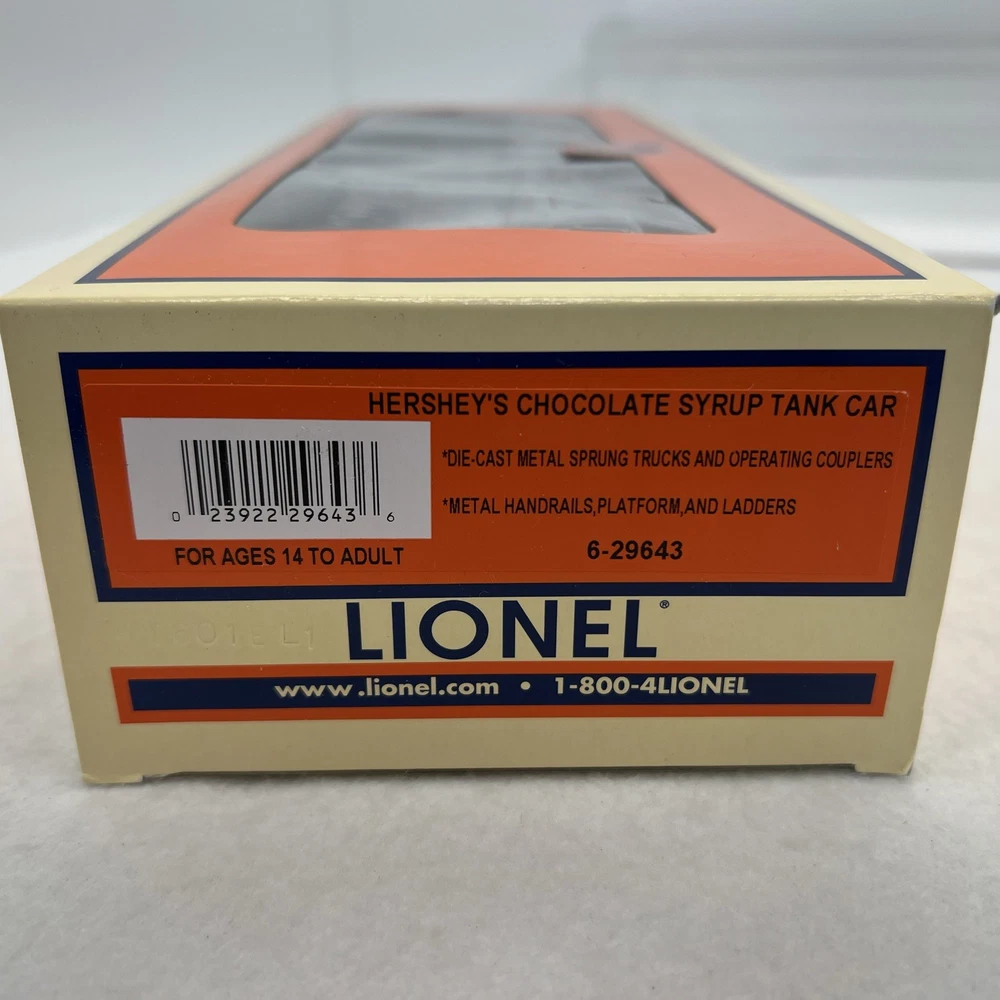 HERSHEY'S CHOCOLATE SYRUP TANK CAR
*DIE-CAST METAL SPRUNG TRUCKS AND OPERATING COUPLERS
*METAL HANDRAILS,PLATFORM,AND LADDERS
0 23922 29643 6
FOR AGES 14 TO ADULT
6-29643
LIONEL®
www.lionel.com • 1-800-4LIONEL